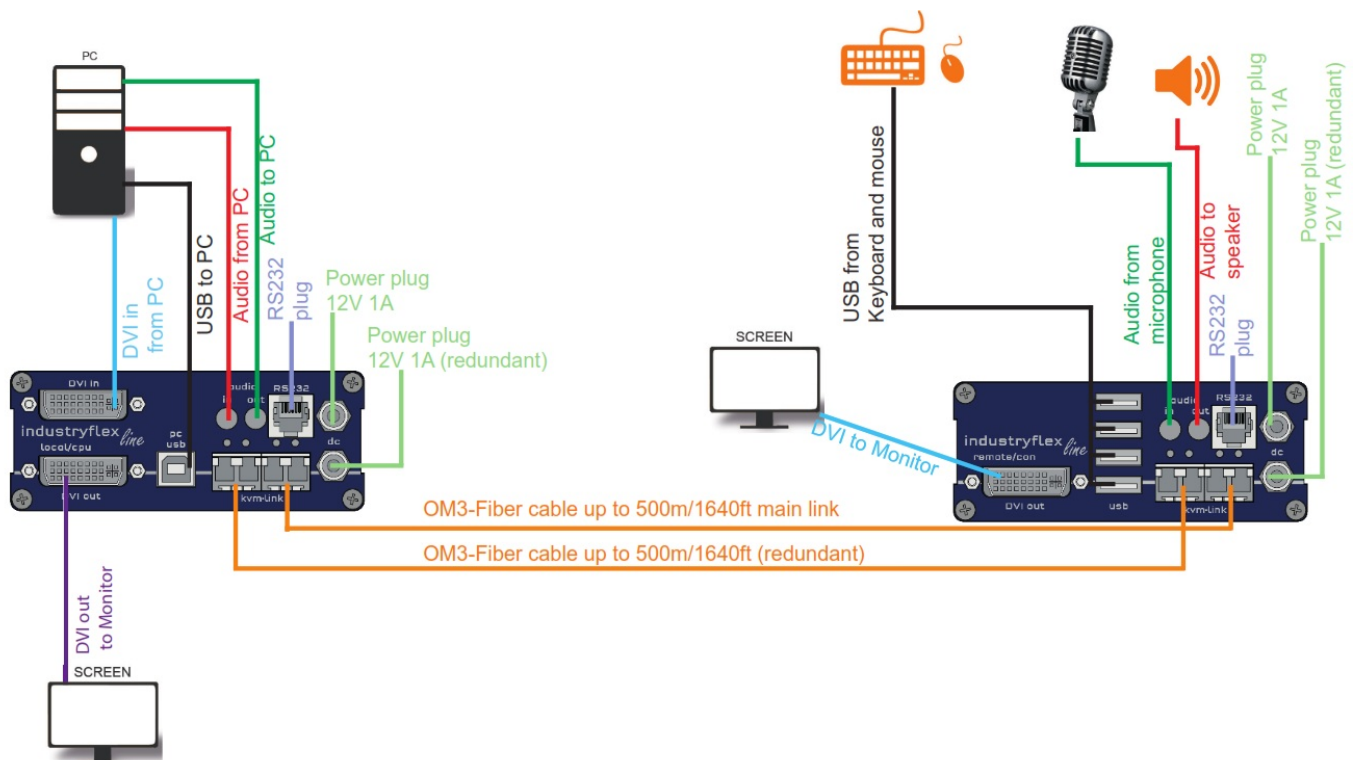 PC
DVI in
from PC
USB to PC
Audio from PC
Audio to PC
RS232
plug
Power plug
12V 1A
Power plug
12V 1A (redundant)
DVI in
audio
in
out
RS232
industryflex
line
local/cpu
pc
usb
dc
DVI out
kvm-link
DVI out
to Monitor
SCREEN
OM3-Fiber cable up to 500m/1640ft main link
OM3-Fiber cable up to 500m/1640ft (redundant)
SCREEN
DVI to Monitor
USB from
Keyboard and mouse
Audio from
microphone
Audio to
speaker
RS232
plug
Power plug
12V 1A
Power plug
12V 1A (redundant)
audio
in
out
RS232
industryflex
line
remote/con
dc
DVI out
usb
kvm-link